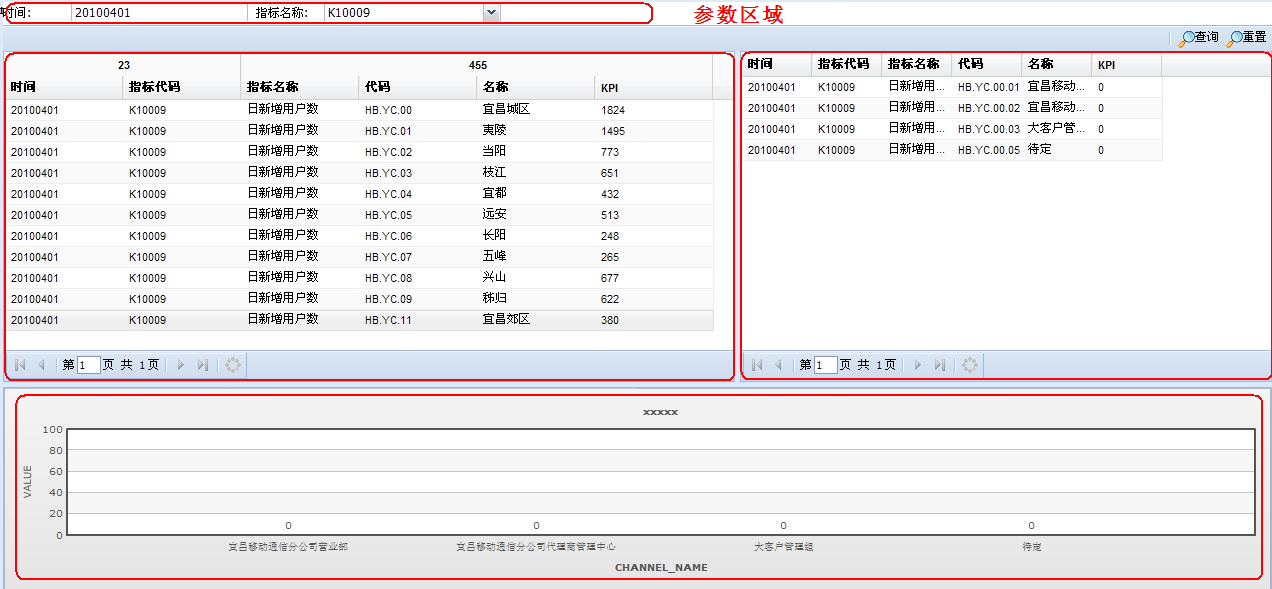 时间: 20100401 指标名称: K10009 参数区域
查询 重置
23 455
时间 指标代码 指标名称 代码 名称 KPI
20100401 K10009 日新增用户数 HB.YC.00 宜昌城区 1824
20100401 K10009 日新增用户数 HB.YC.01 夷陵 1495
20100401 K10009 日新增用户数 HB.YC.02 当阳 773
20100401 K10009 日新增用户数 HB.YC.03 枝江 651
20100401 K10009 日新增用户数 HB.YC.04 宜都 432
20100401 K10009 日新增用户数 HB.YC.05 远安 513
20100401 K10009 日新增用户数 HB.YC.06 长阳 248
20100401 K10009 日新增用户数 HB.YC.07 五峰 265
20100401 K10009 日新增用户数 HB.YC.08 兴山 677
20100401 K10009 日新增用户数 HB.YC.09 秭归 622
20100401 K10009 日新增用户数 HB.YC.11 宜昌郊区 380
第 1 页 共 1页
时间 指标代码 指标名称 代码 名称 KPI
20100401 K10009 日新增用... HB.YC.00.01 宜昌移动... 0
20100401 K10009 日新增用... HB.YC.00.02 宜昌移动... 0
20100401 K10009 日新增用... HB.YC.00.03 大客户管... 0
20100401 K10009 日新增用... HB.YC.00.05 待定 0
第 1 页 共 1页
xxxxx
100
80
60
40
20
0
VALUE
0 0 0 0
宜昌移动通信分公司营业部 宜昌移动通信分公司代理商管理中心 大客户管理组 待定
CHANNEL_NAME